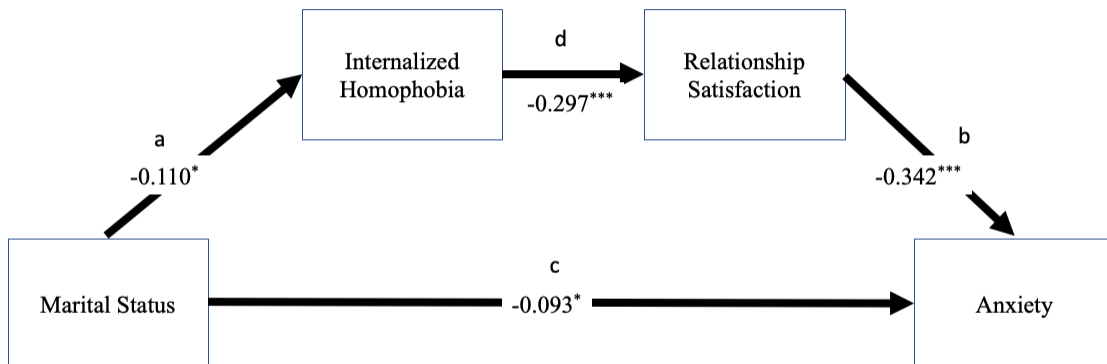 d
Internalized
Homophobia
Relationship
Satisfaction
-0.297***
a
b
-0.110*
-0.342***
c
Marital Status
-0.093*
Anxiety